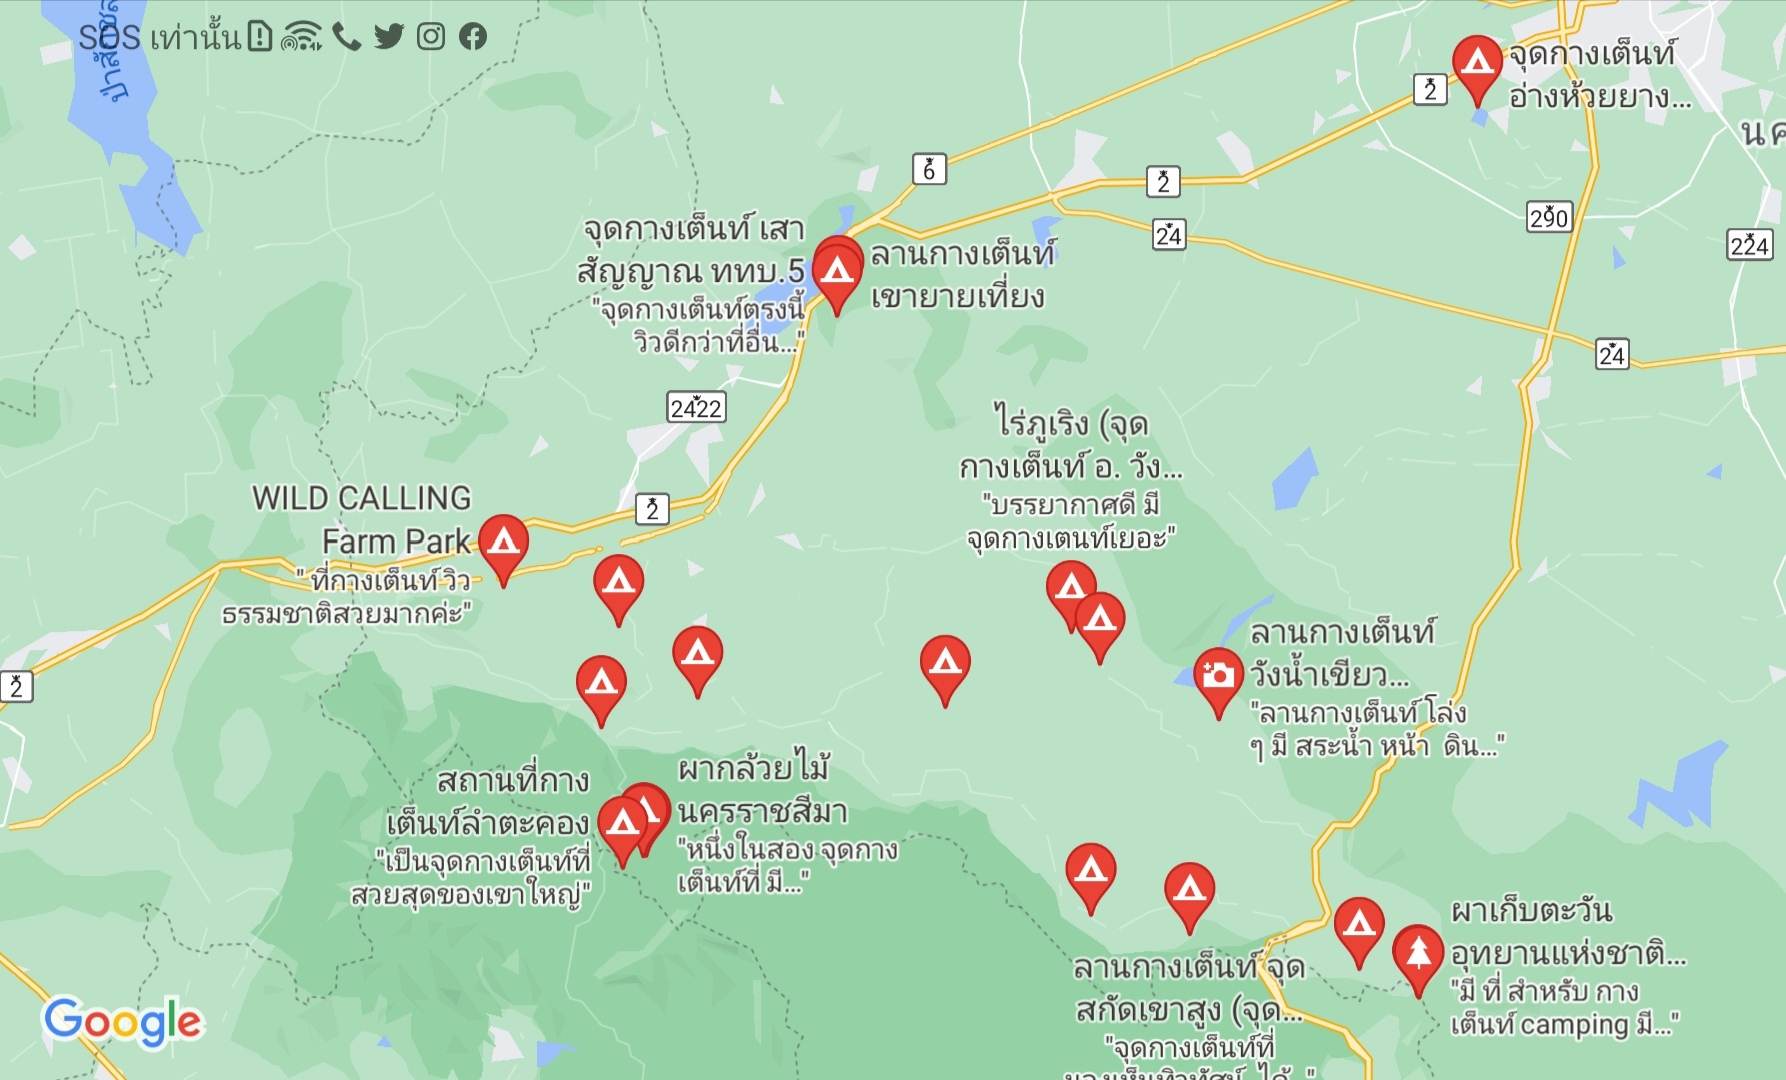 SOS เท่านั้น
ป่าสัก
จุดกางเต็นท์
อ่างห้วยยาง...
2
นค
6
2
290
224
24
จุดกางเต็นท์ เสา
สัญญาณ ททบ.5
"จุดกางเต็นท์ตรงนี้
วิวดีกว่าที่อื่น..."
ลานกางเต็นท์
เขายายเที่ยง
24
2422
ไร่ภูเริง (จุด
กางเต็นท์ อ. วัง...
"บรรยากาศดี มี
จุดกางเตนท์เยอะ"
WILD CALLING
Farm Park
" ที่กางเต็นท์ วิว
ธรรมชาติสวยมากค่ะ"
2
2
ลานกางเต็นท์
วังน้ำเขียว...
"ลานกางเต็นท์ โล่ง
ๆ มี สระน้ำ หน้า ดิน..."
สถานที่กาง
เต็นท์ลำตะคอง
"เป็นจุดกางเต็นท์ที่
สวยสุดของเขาใหญ่"
ผากล้วยไม้
นครราชสีมา
"หนึ่งในสอง จุดกาง
เต็นท์ที่ มี..."
ผาเก็บตะวัน
อุทยานแห่งชาติ...
"มี ที่ สำหรับ กาง
เต็นท์ camping มี..."
ลานกางเต็นท์ จุด
สกัดเขาสูง (จุด...
"จุดกางเต็นท์ที่
Google